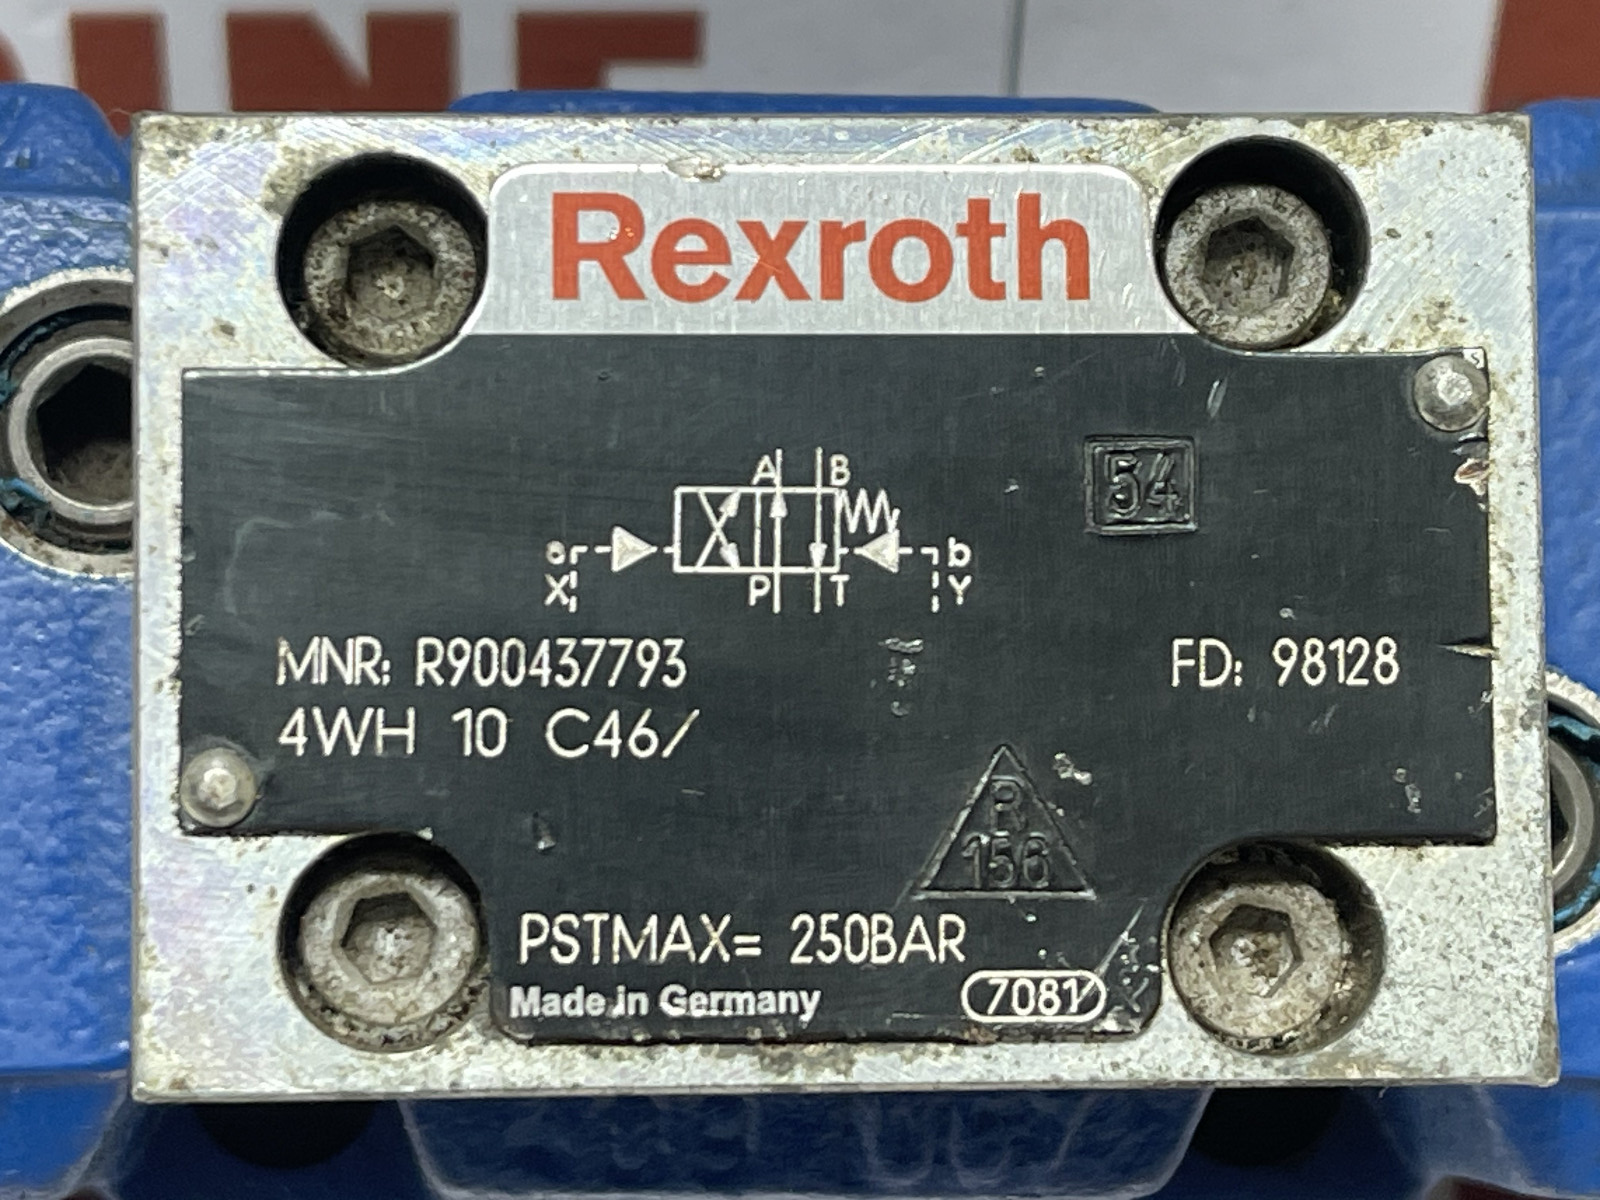 Rexroth
54
A B
a b
X P T Y
MNR: R900437793 FD: 98128
4WH 10 C46/
R
156
PSTMAX= 250BAR
Made in Germany 7081